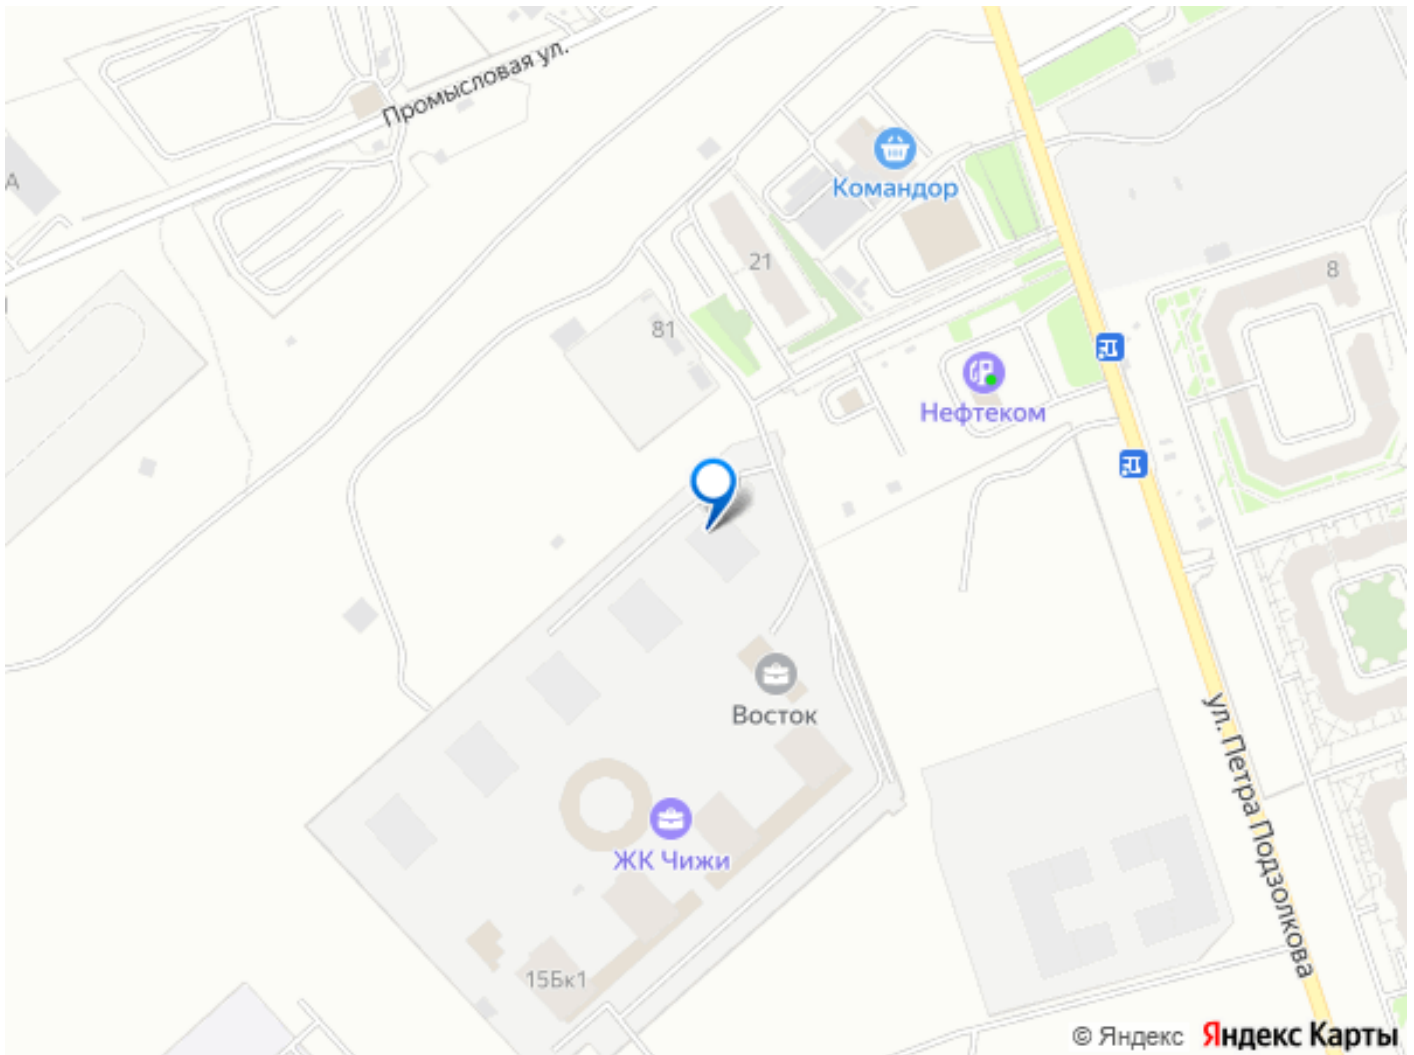 Промысловая ул.
А
Командор
21
8
81
Нефтеком
Восток
ул. Петра Подзолкова
ЖК Чижи
15Бк1
© Яндекс Яндекс Карты